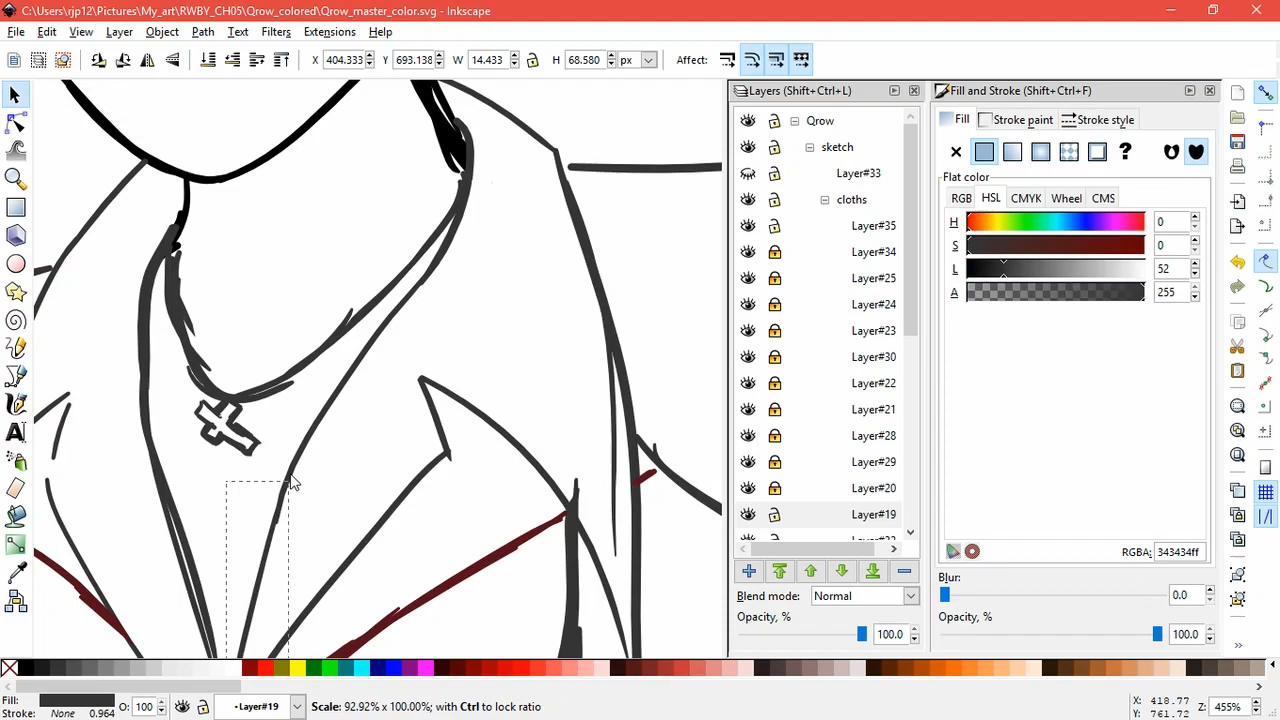 C:\Users\rjp12\Pictures\My_art\RWBY_CH05\Qrow_colored\Qrow_master_color.svg - Inkscape
File Edit View Layer Object Path Text Filters Extensions Help
X 404.333 Y 693.138 W 14.433 H 68.580 px Affect:
Layers (Shift+Ctrl+L)
Qrow
sketch
Layer#33
cloths
Layer#35
Layer#34
Layer#25
Layer#24
Layer#23
Layer#30
Layer#22
Layer#21
Layer#28
Layer#29
Layer#20
Layer#19
Blend mode: Normal
Opacity, %
100.0
Fill and Stroke (Shift+Ctrl+F)
Fill Stroke paint Stroke style
?
Flat color
RGB HSL CMYK Wheel CMS
H 0
S 0
L 52
A 255
RGBA: 343434ff
Blur:
0.0
Opacity, %
100.0
Fill:
Stroke: None 0.964
O: 100
•Layer#19
Scale: 92.92% x 100.00%; with Ctrl to lock ratio
X: 418.77
Y: 761.72
Z: 455%